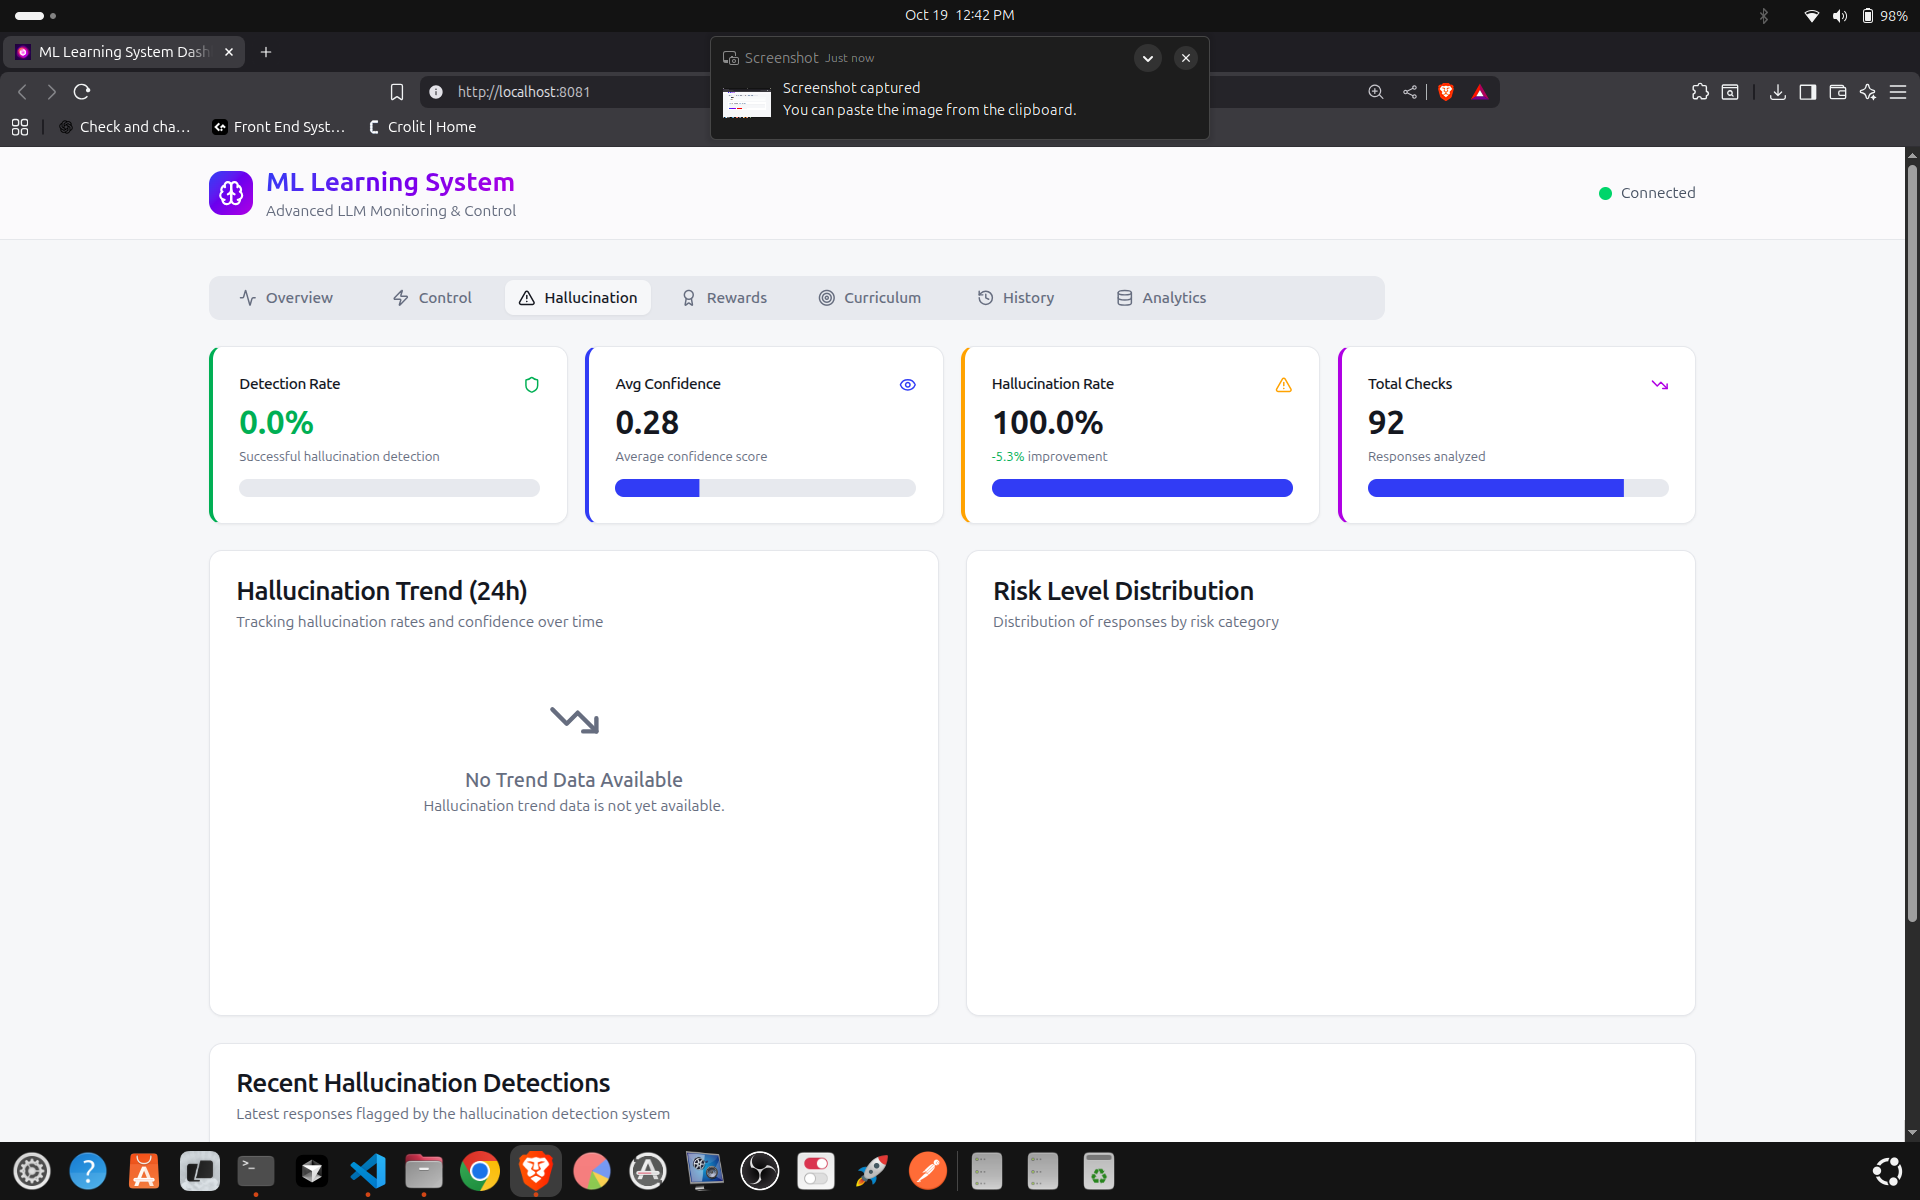 Oct 19 12:42 PM
98%
ML Learning System Dash
Screenshot Just now
Screenshot captured
You can paste the image from the clipboard.
http://localhost:8081
Check and cha...
Front End Syst...
Crolit | Home
ML Learning System
Advanced LLM Monitoring & Control
Connected
Overview
Control
Hallucination
Rewards
Curriculum
History
Analytics
Detection Rate
0.0%
Successful hallucination detection
Avg Confidence
0.28
Average confidence score
Hallucination Rate
100.0%
-5.3% improvement
Total Checks
92
Responses analyzed
Hallucination Trend (24h)
Tracking hallucination rates and confidence over time
No Trend Data Available
Hallucination trend data is not yet available.
Risk Level Distribution
Distribution of responses by risk category
Recent Hallucination Detections
Latest responses flagged by the hallucination detection system